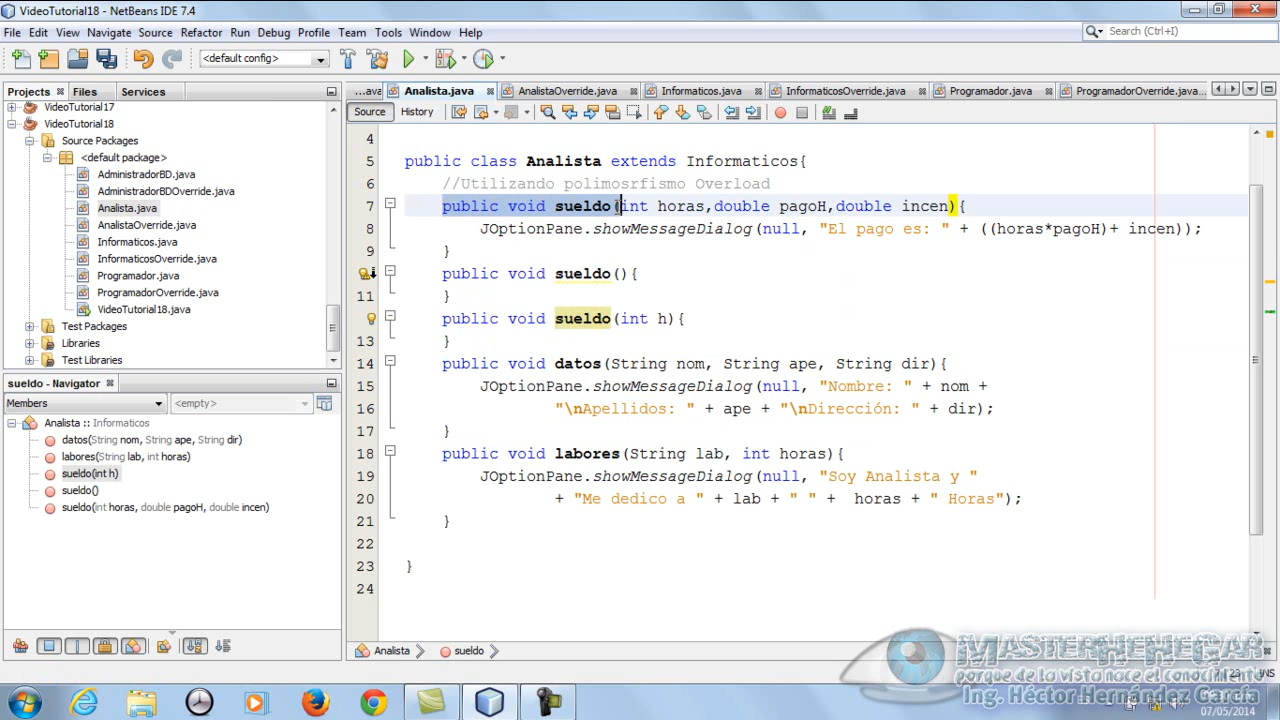 VideoTutorial18 - NetBeans IDE 7.4
File Edit View Navigate Source Refactor Run Debug Profile Team Tools Window Help
Search (Ctrl+I)
<default config>
Projects Files Services
...ava Analista.java AnalistaOverride.java Informaticos.java InformaticosOverride.java Programador.java ProgramadorOverride.java...
Source History
VideoTutorial17
VideoTutorial18
Source Packages
<default package>
AdministradorBD.java
AdministradorBDOverride.java
Analista.java
AnalistaOverride.java
Informaticos.java
InformaticosOverride.java
Programador.java
ProgramadorOverride.java
VideoTutorial18.java
Test Packages
Libraries
Test Libraries
sueldo - Navigator
Members <empty>
Analista :: Informaticos
datos(String nom, String ape, String dir)
labores(String lab, int horas)
sueldo(int h)
sueldo()
sueldo(int horas, double pagoH, double incen)
4
5 public class Analista extends Informaticos{
6 //Utilizando polimosrfismo Overload
7 public void sueldo(int horas,double pagoH,double incen){
8 JOptionPane.showMessageDialog(null, "El pago es: " + ((horas*pagoH)+ incen));
9 }
public void sueldo(){
11 }
public void sueldo(int h){
13 }
14 public void datos(String nom, String ape, String dir){
15 JOptionPane.showMessageDialog(null, "Nombre: " + nom +
16 "\nApellidos: " + ape + "\nDirección: " + dir);
17 }
18 public void labores(String lab, int horas){
19 JOptionPane.showMessageDialog(null, "Soy Analista y "
20 + "Me dedico a " + lab + " " + horas + " Horas");
21 }
22
23 }
24
Analista sueldo
INS
MASTERHEHEGAR
porque de la vista nace el conocimiento
Ing. Héctor Hernández García
07/05/2014